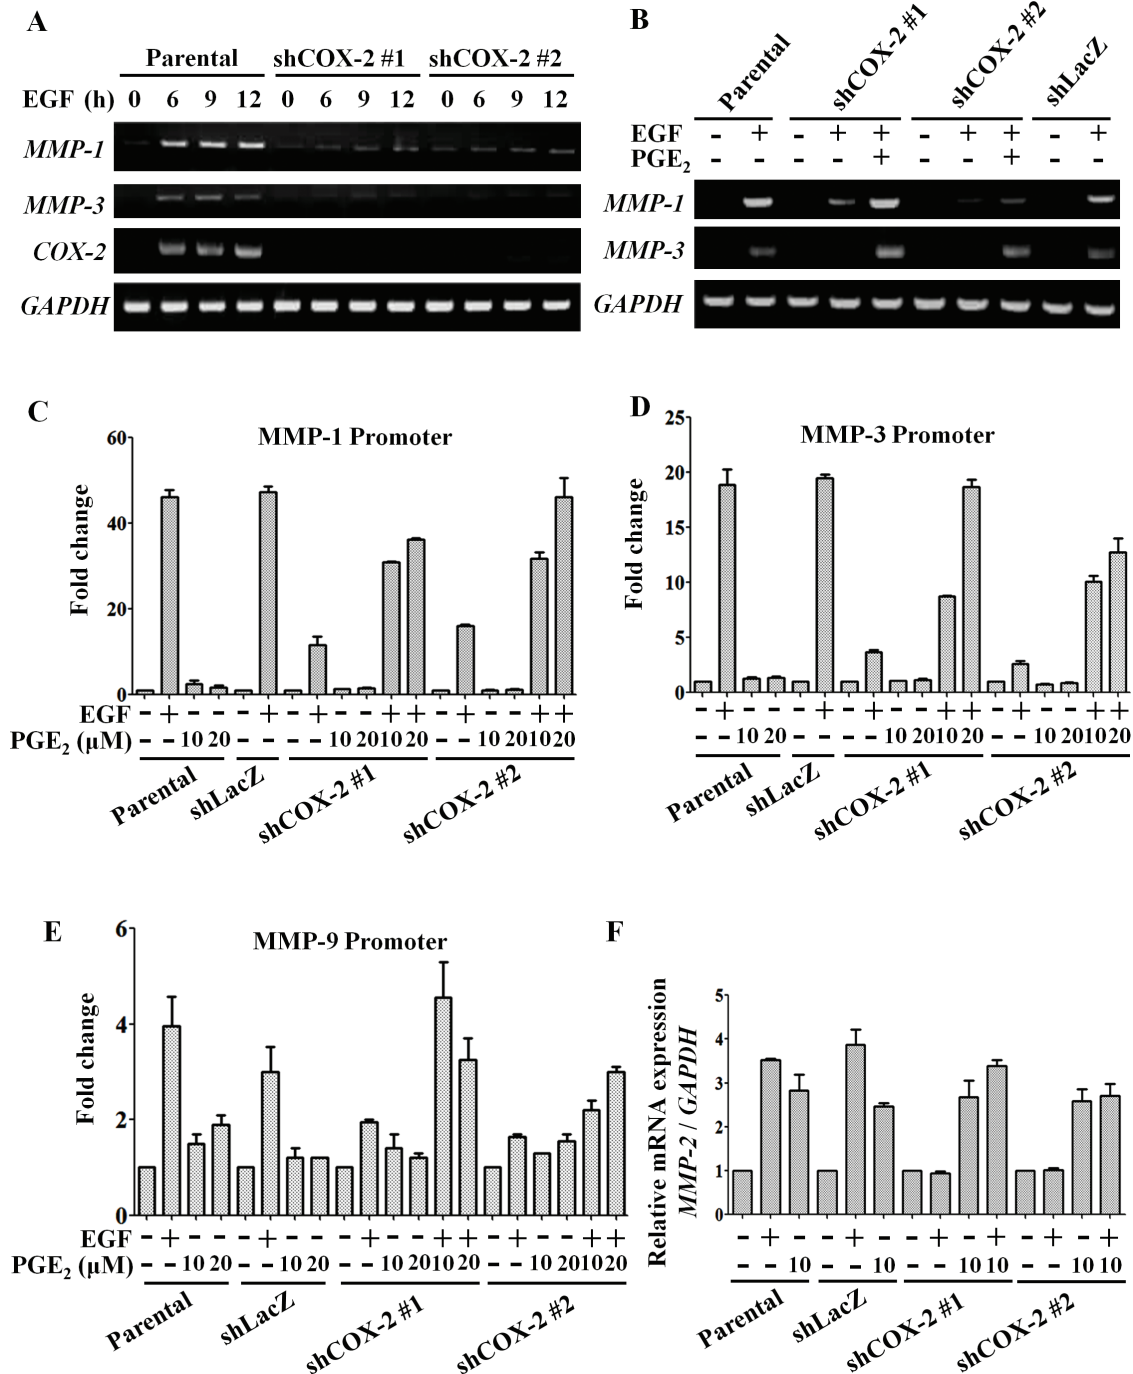 A
Parental shCOX-2 #1 shCOX-2 #2
EGF (h) 0 6 9 12 0 6 9 12 0 6 9 12
MMP-1
MMP-3
COX-2
GAPDH
B
Parental shCOX-2 #1 shCOX-2 #2 shLacZ
EGF - + - + + - + + - +
PGE2 - - - - + - - + - -
MMP-1
MMP-3
GAPDH
C
MMP-1 Promoter
Fold change
60
40
20
0
EGF - + - - - + - + - - + + - + - - + +
PGE2 (μM) - - 10 20 - - - - 10 20 10 20 - - 10 20 10 20
Parental shLacZ shCOX-2 #1 shCOX-2 #2
D
MMP-3 Promoter
Fold change
25
20
15
10
5
0
- + - - - + - + - - + + - + - - + +
- - 10 20 - - - - 10 20 10 20 - - 10 20 10 20
Parental shLacZ shCOX-2 #1 shCOX-2 #2
E
MMP-9 Promoter
Fold change
6
4
2
0
EGF - + - - - + - - - + - - + + - + - - + +
PGE2 (μM) - - 10 20 - - 10 20 - - 10 20 10 20 - - 10 20 10 20
Parental shLacZ shCOX-2 #1 shCOX-2 #2
F
Relative mRNA expression
MMP-2 / GAPDH
5
4
3
2
1
0
- + - - + - - + - + - + - +
- - 10 - - 10 - - 10 10 - - 10 10
Parental shLacZ shCOX-2 #1 shCOX-2 #2